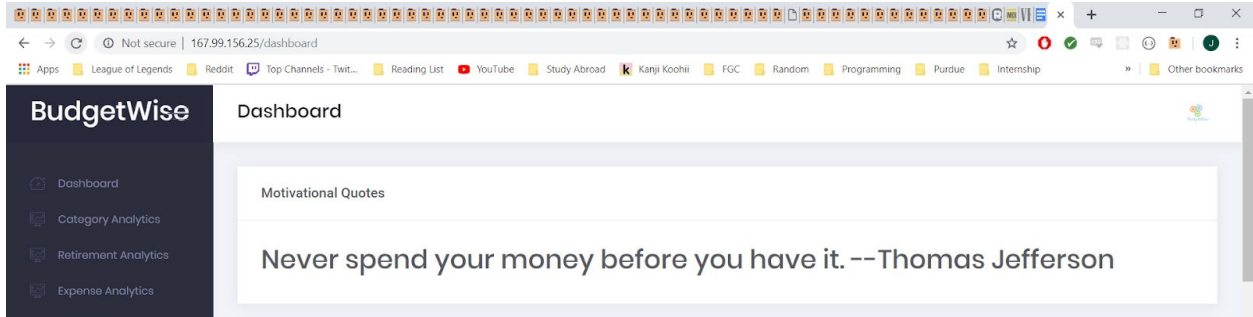 Not secure | 167.99.156.25/dashboard
Apps League of Legends Reddit Top Channels - Twit... Reading List YouTube Study Abroad Kanji Koohii FGC Random Programming Purdue Internship » Other bookmarks
BudgetWise
Dashboard
Dashboard
Category Analytics
Retirement Analytics
Expense Analytics
Motivational Quotes
Never spend your money before you have it. --Thomas Jefferson